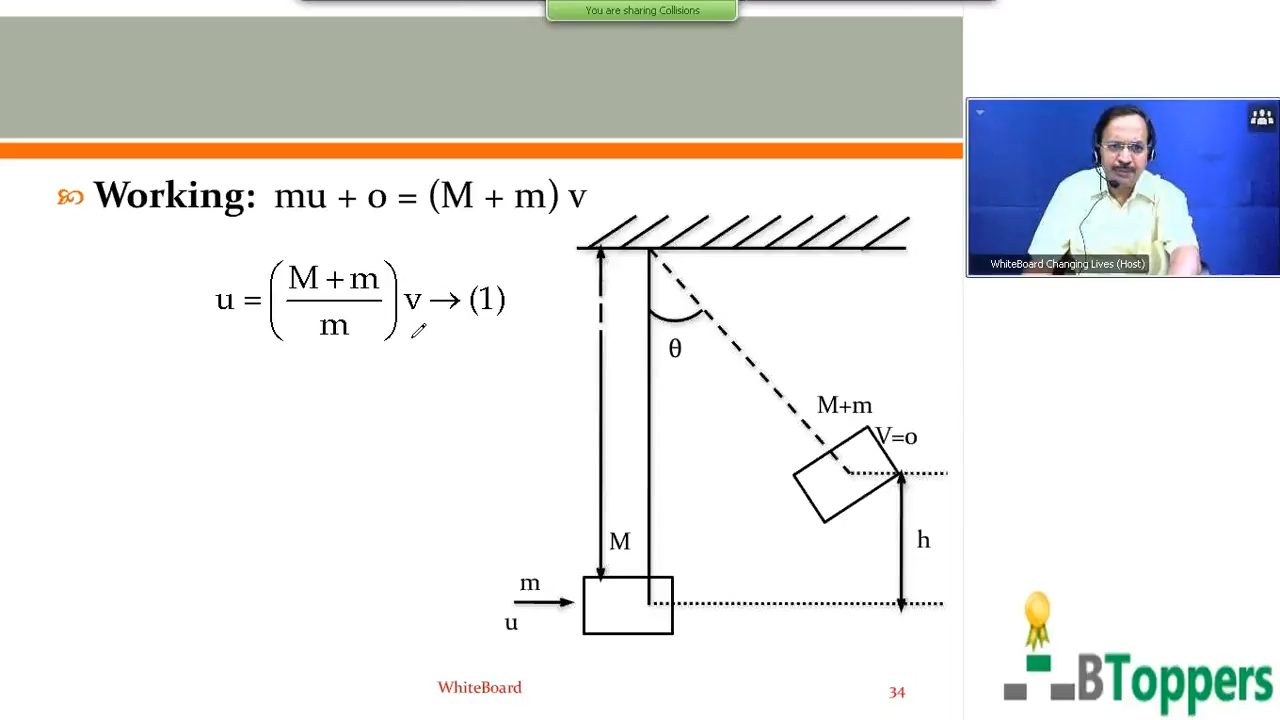 You are sharing Collisions
Working: mu + o = (M + m) v
u = (M + m / m) v → (1)
θ
M+m
V=o
M
h
m
u
WhiteBoard Changing Lives (Host)
WhiteBoard
34
BToppers